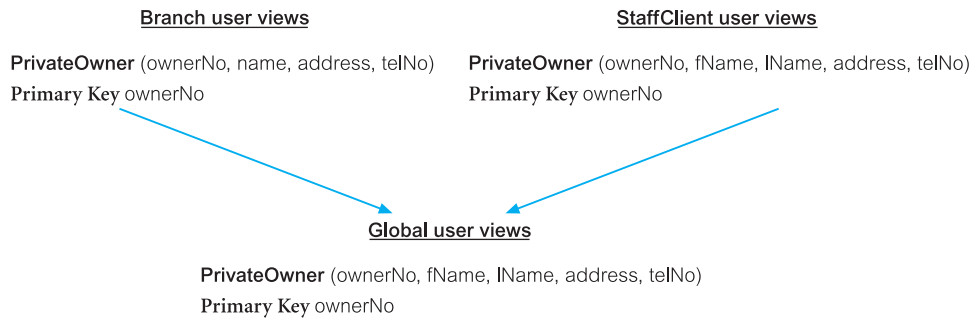 Branch user views
PrivateOwner (ownerNo, name, address, telNo)
Primary Key ownerNo
StaffClient user views
PrivateOwner (ownerNo, fName, lName, address, telNo)
Primary Key ownerNo
Global user views
PrivateOwner (ownerNo, fName, lName, address, telNo)
Primary Key ownerNo